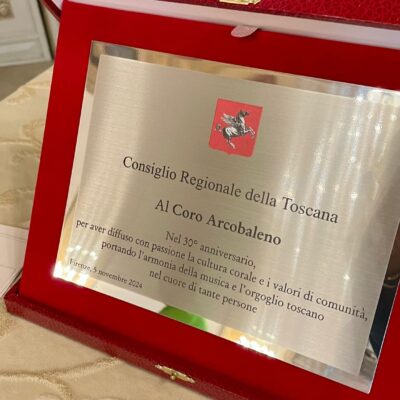 Consiglio Regionale della Toscana
Al Coro Arcobaleno
Nel 30º anniversario,
per aver diffuso con passione la cultura corale e i valori di comunità,
portando l'armonia della musica e l'orgoglio toscano
nel cuore di tante persone
Firenze, 5 novembre 2024